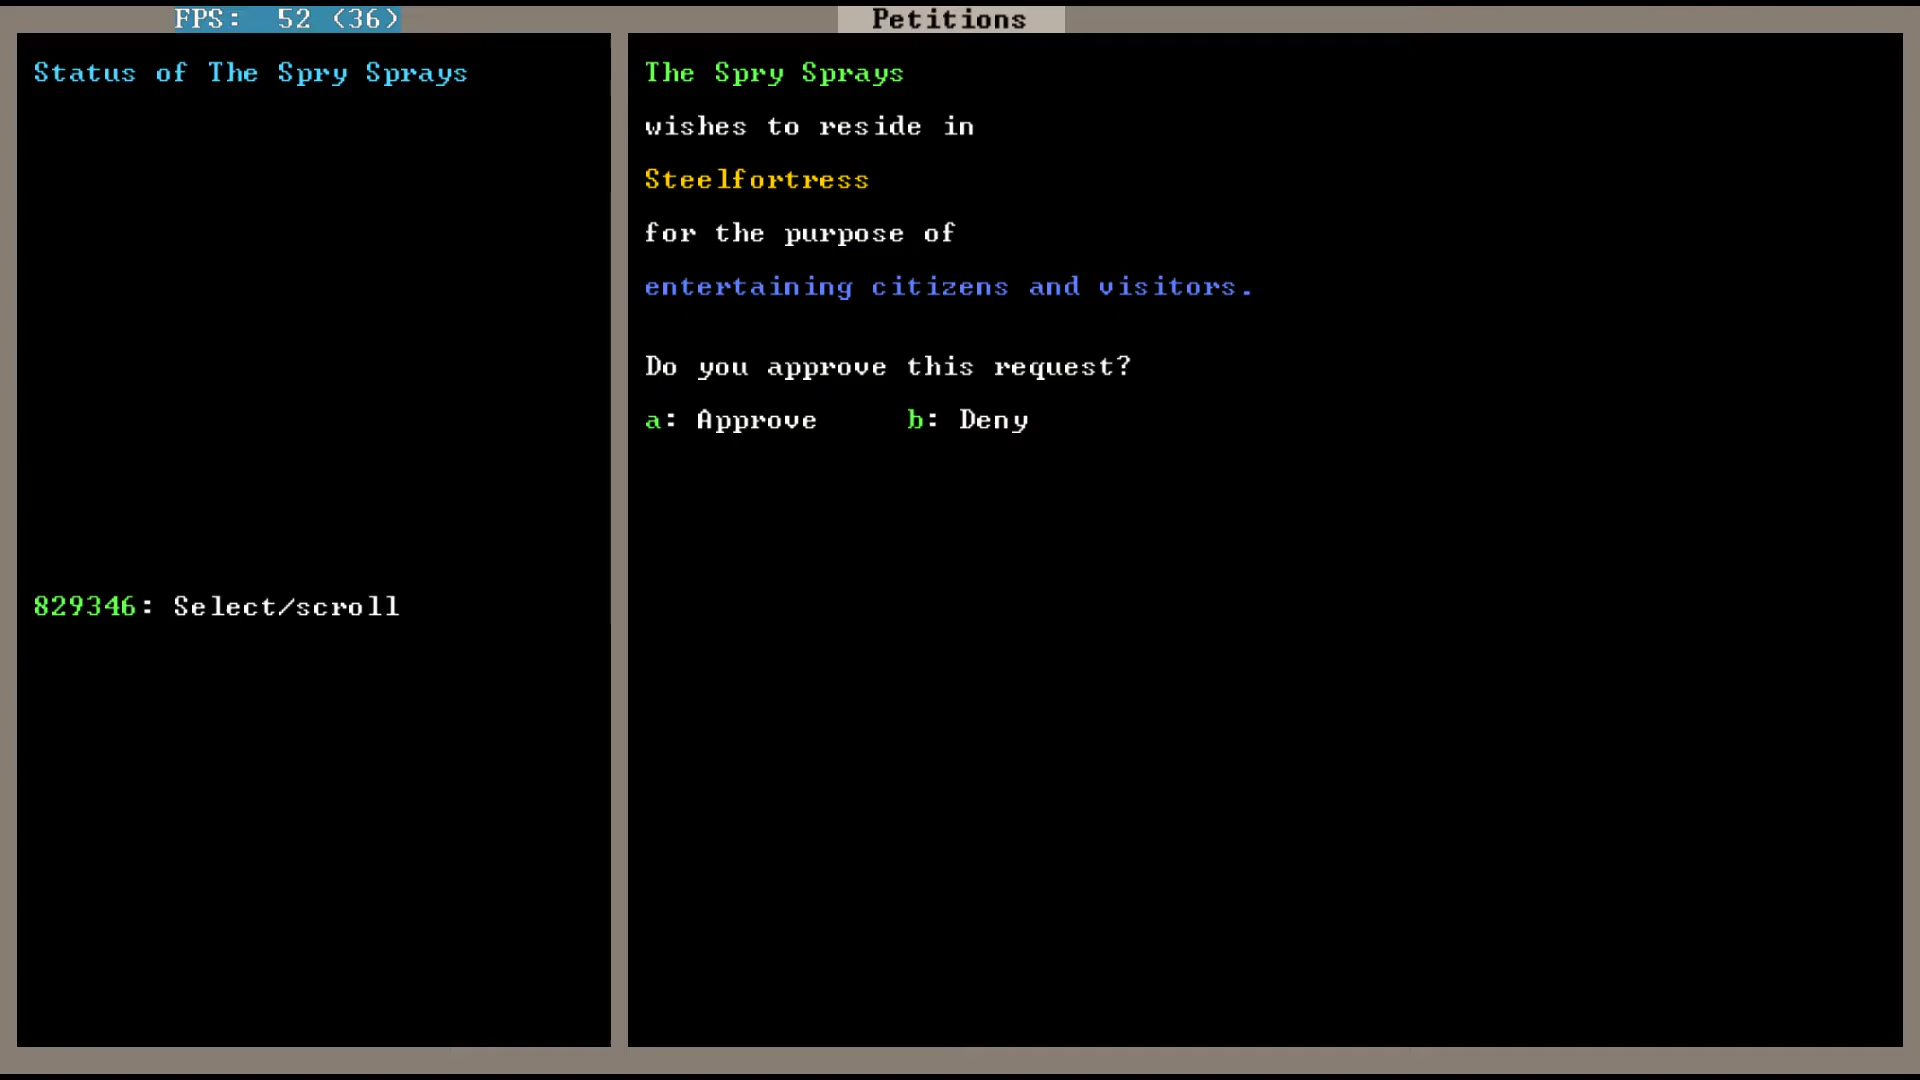 FPS: 52 (36)
Petitions
Status of The Spry Sprays
829346: Select/scroll
The Spry Sprays
wishes to reside in
Steelfortress
for the purpose of
entertaining citizens and visitors.
Do you approve this request?
a: Approve b: Deny